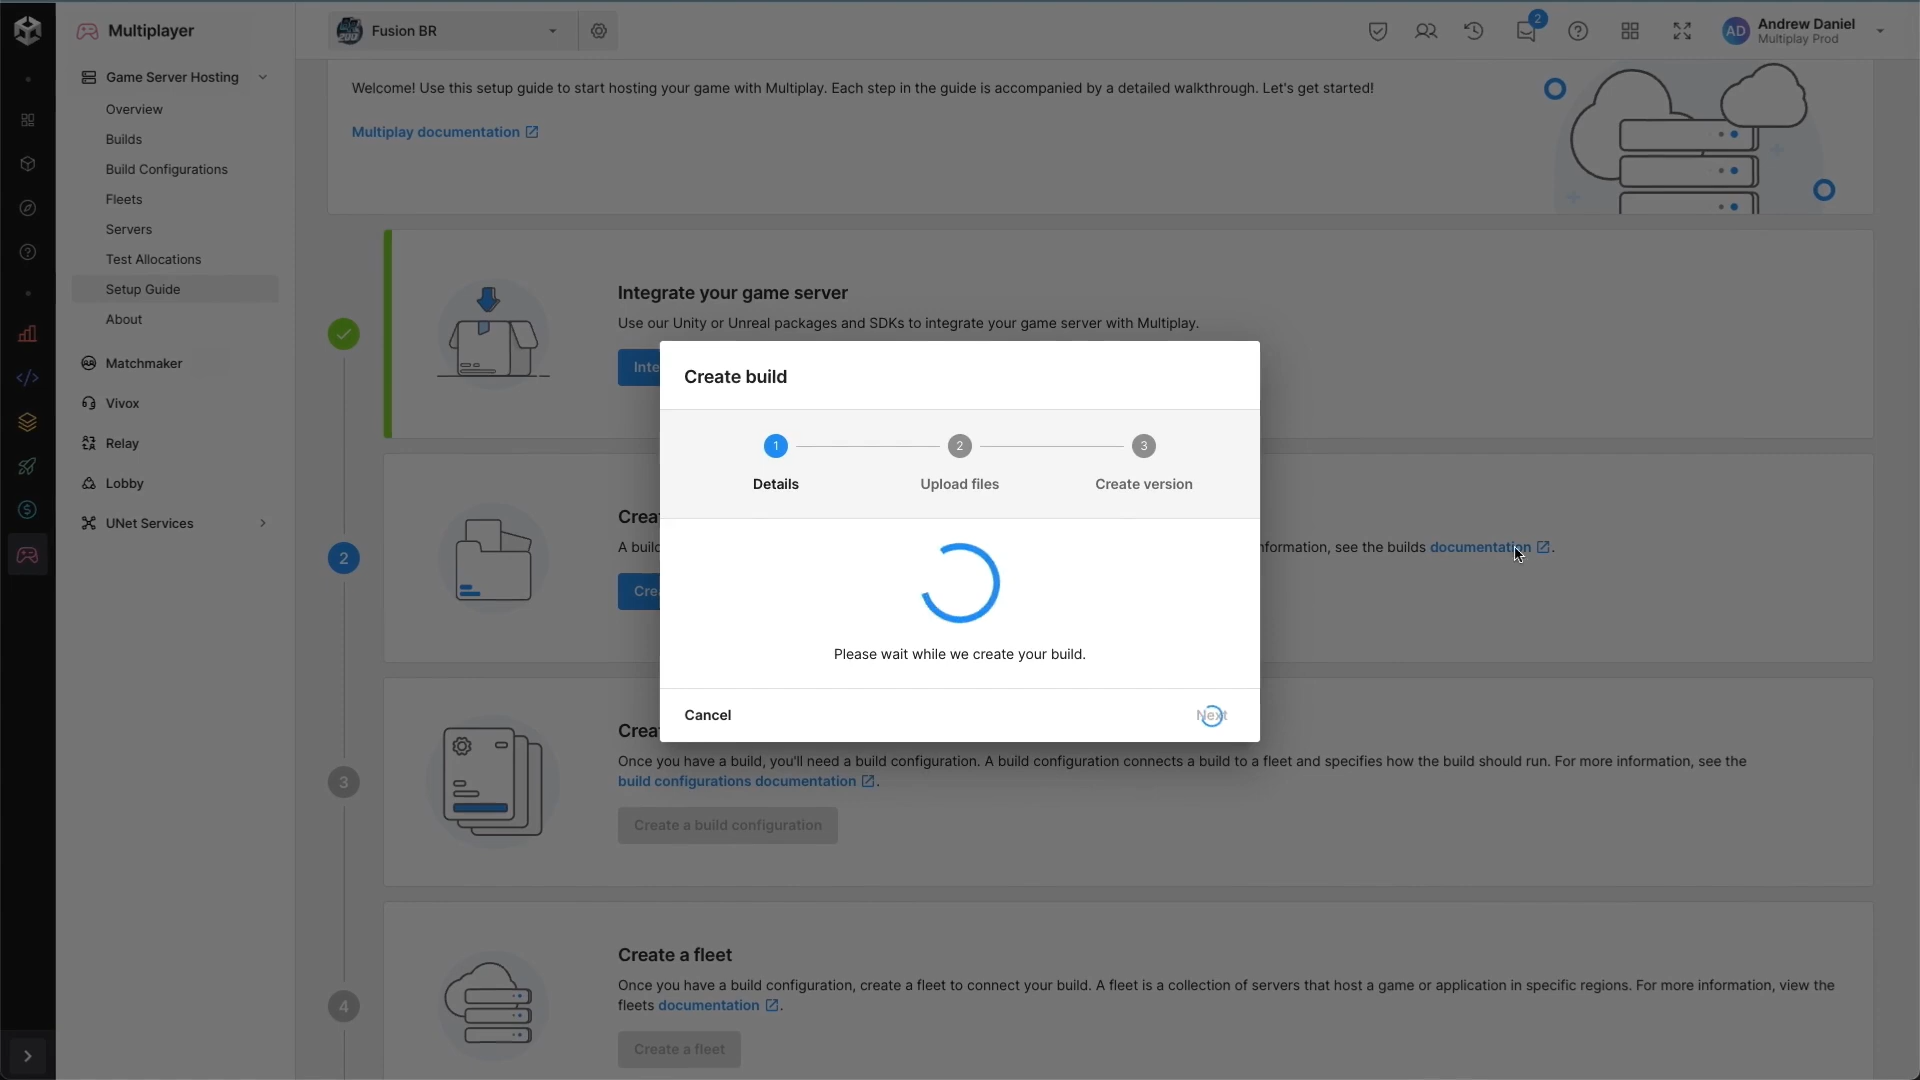 Multiplayer
Fusion BR
2
AD
Andrew Daniel
Multiplay Prod
Game Server Hosting
Overview
Builds
Build Configurations
Fleets
Servers
Test Allocations
Setup Guide
About
Matchmaker
Vivox
Relay
Lobby
UNet Services
Welcome! Use this setup guide to start hosting your game with Multiplay. Each step in the guide is accompanied by a detailed walkthrough. Let's get started!
Multiplay documentation
Integrate your game server
Use our Unity or Unreal packages and SDKs to integrate your game server with Multiplay.
Inte
2
Crea
A build
nformation, see the builds documentation .
Crea
Create build
1
2
3
Details
Upload files
Create version
Please wait while we create your build.
Cancel
Next
3
Crea
Once you have a build, you'll need a build configuration. A build configuration connects a build to a fleet and specifies how the build should run. For more information, see the
build configurations documentation .
Create a build configuration
4
Create a fleet
Once you have a build configuration, create a fleet to connect your build. A fleet is a collection of servers that host a game or application in specific regions. For more information, view the
fleets documentation .
Create a fleet